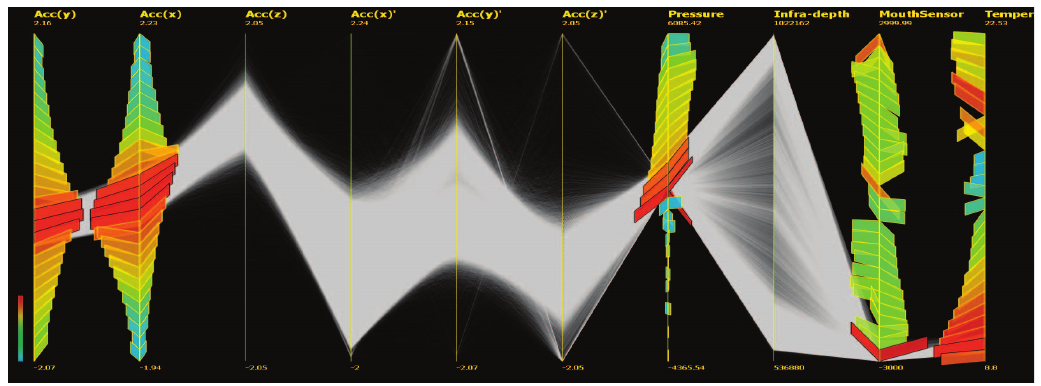 Acc(y) Acc(x) Acc(z) Acc(x)' Acc(y)' Acc(z)' Pressure Infra-depth MouthSensor Temper
2.16 2.23 2.05 2.24 2.15 2.05 6085.42 1022162 2999.99 22.53
-2.07 -1.94 -2.05 -2 -2.07 -2.05 -4365.54 536880 -3000 8.8